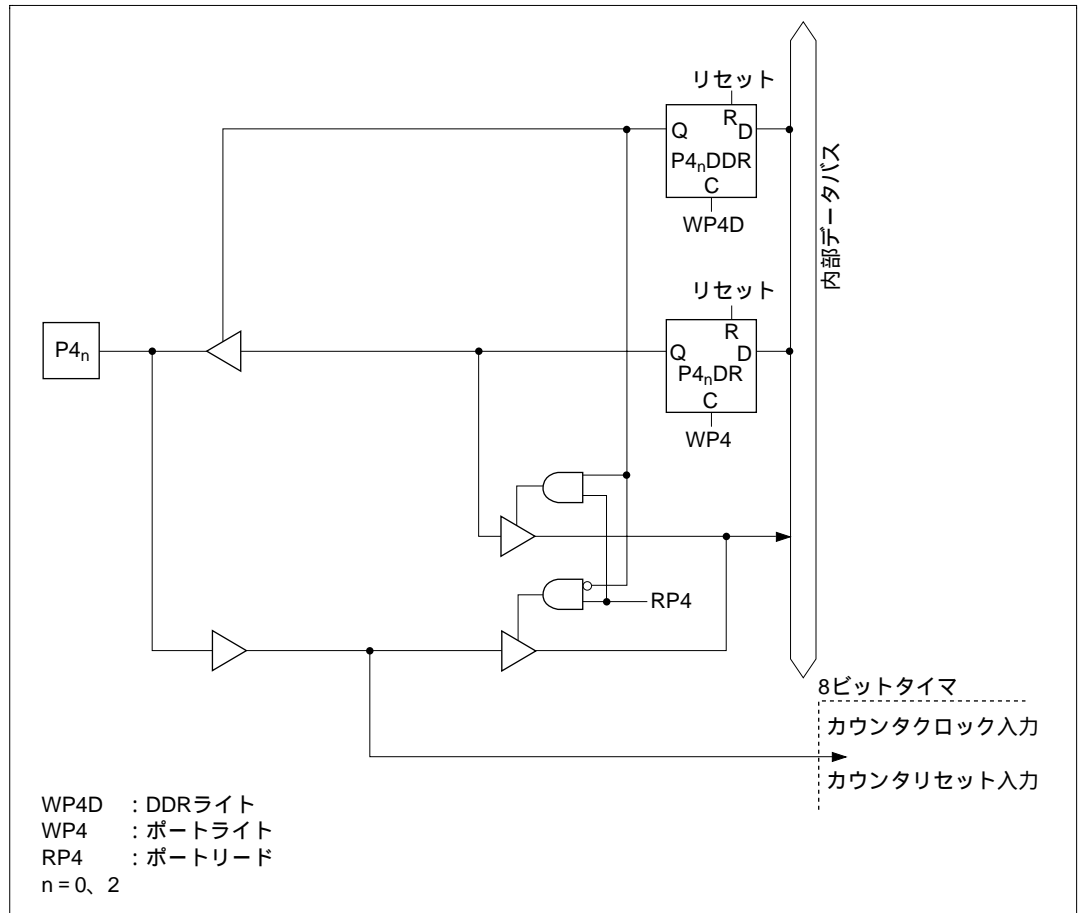 リセット
R
Q
D
P4nDDR
C
WP4D
内部データバス
リセット
P4n
R
Q
D
P4nDR
C
WP4
RP4
8ビットタイマ
カウンタクロック入力
カウンタリセット入力
WP4D : DDRライト
WP4 : ポートライト
RP4 : ポートリード
n = 0、2